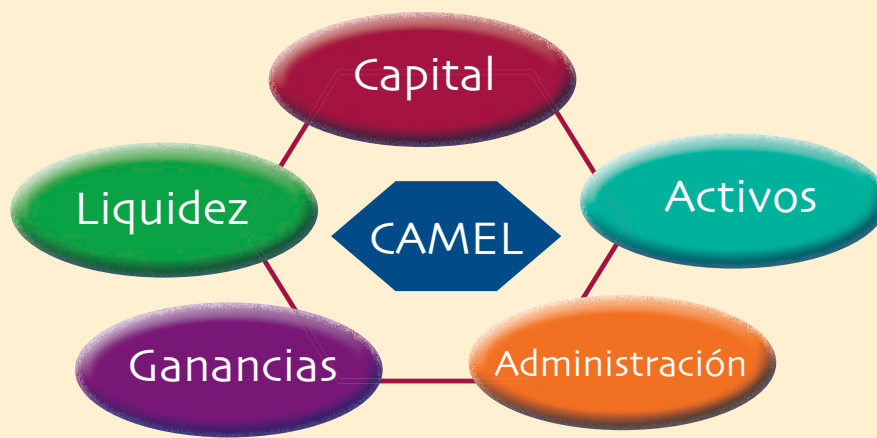 Capital
Liquidez
Activos
CAMEL
Ganancias
Administración